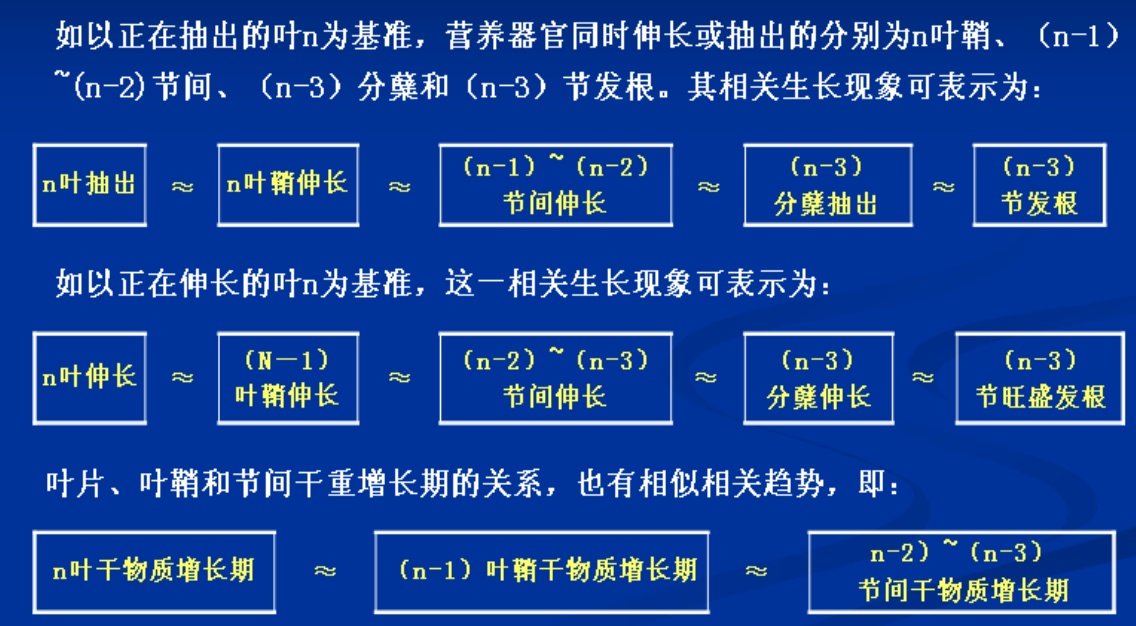 如以正在抽出的叶n为基准，营养器官同时伸长或抽出的分别为n叶鞘、（n-1）
~(n-2)节间、（n-3）分蘖和（n-3）节发根。其相关生长现象可表示为：
n叶抽出 ≈ n叶鞘伸长 ≈ （n-1）~（n-2） ≈ （n-3） ≈ （n-3）
节间伸长 分蘖抽出 节发根
如以正在伸长的叶n为基准，这一相关生长现象可表示为：
n叶伸长 ≈ （N－1） ≈ （n-2）~（n-3） ≈ （n-3） ≈ （n-3）
叶鞘伸长 节间伸长 分蘖伸长 节旺盛发根
叶片、叶鞘和节间干重增长期的关系，也有相似相关趋势，即：
n叶干物质增长期 ≈ （n-1）叶鞘干物质增长期 ≈ n-2）~（n-3）
节间干物质增长期